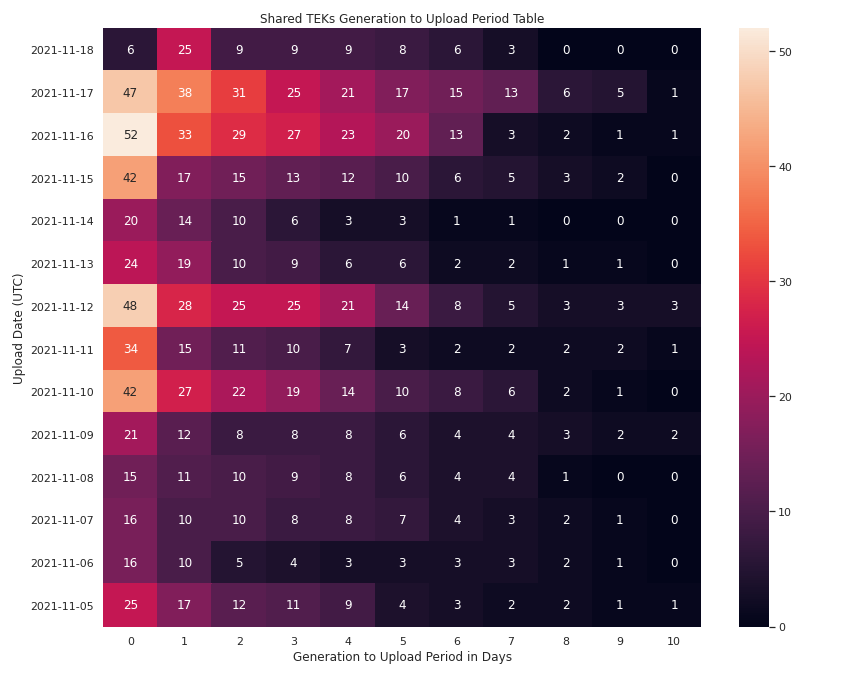 Shared TEKs Generation to Upload Period Table
2021-11-18 6 25 9 9 9 8 6 3 0 0 0
2021-11-17 47 38 31 25 21 17 15 13 6 5 1
2021-11-16 52 33 29 27 23 20 13 3 2 1 1
2021-11-15 42 17 15 13 12 10 6 5 3 2 0
2021-11-14 20 14 10 6 3 3 1 1 0 0 0
2021-11-13 24 19 10 9 6 6 2 2 1 1 0
2021-11-12 48 28 25 25 21 14 8 5 3 3 3
2021-11-11 34 15 11 10 7 3 2 2 2 2 1
2021-11-10 42 27 22 19 14 10 8 6 2 1 0
2021-11-09 21 12 8 8 8 6 4 4 3 2 2
2021-11-08 15 11 10 9 8 6 4 4 1 0 0
2021-11-07 16 10 10 8 8 7 4 3 2 1 0
2021-11-06 16 10 5 4 3 3 3 3 2 1 0
2021-11-05 25 17 12 11 9 4 3 2 2 1 1
0 1 2 3 4 5 6 7 8 9 10
Generation to Upload Period in Days
Upload Date (UTC)
50
40
30
20
10
0